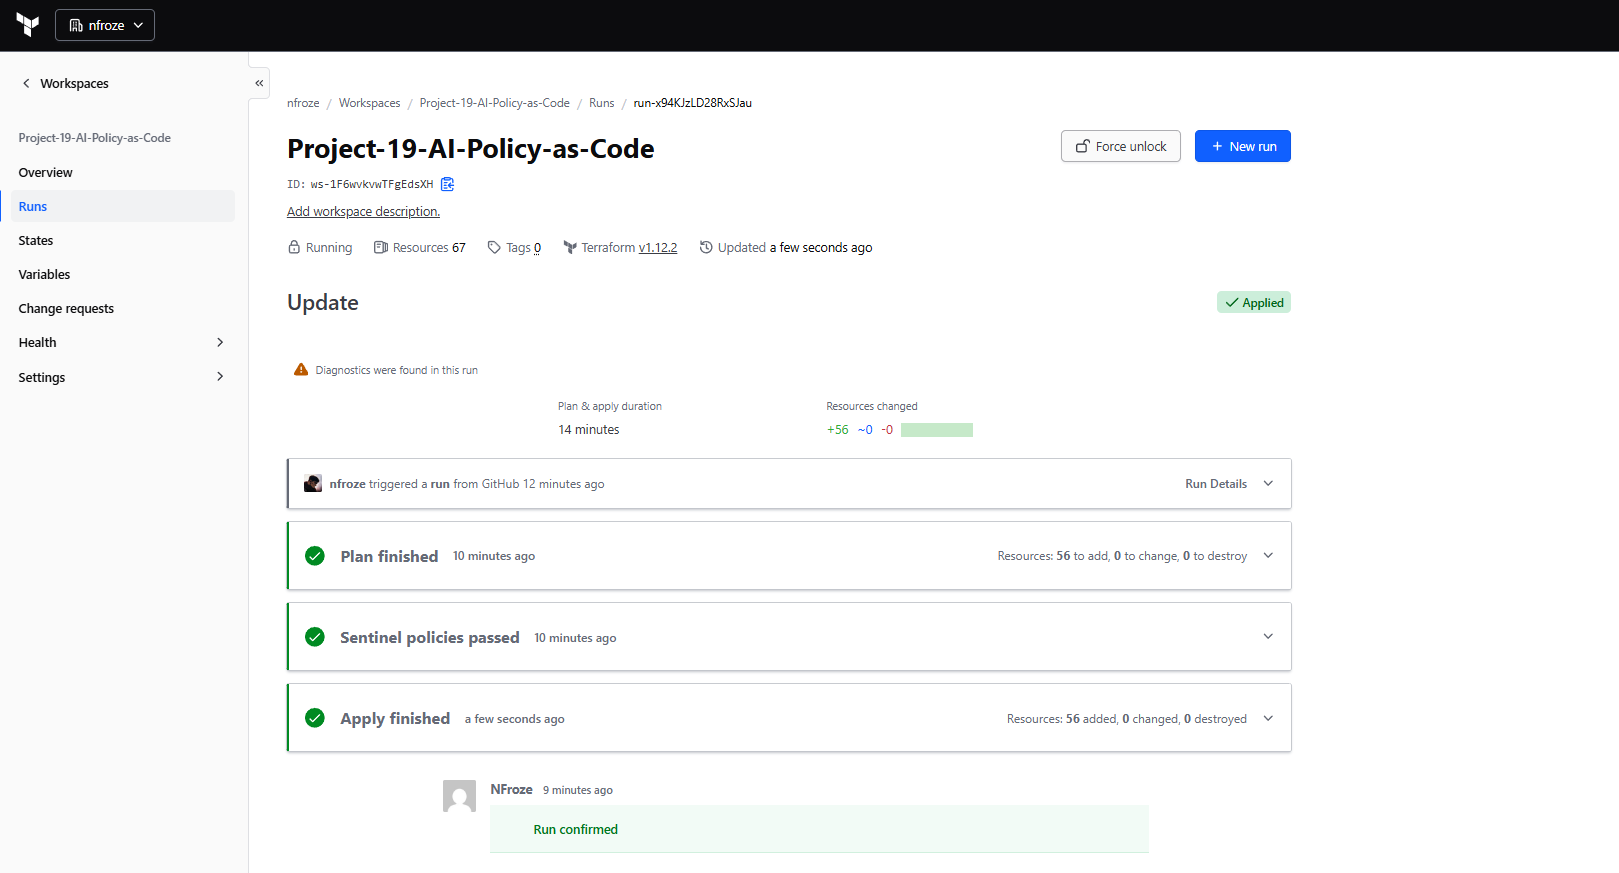 nfroze
Workspaces
Project-19-AI-Policy-as-Code
Overview
Runs
States
Variables
Change requests
Health
Settings
nfroze / Workspaces / Project-19-AI-Policy-as-Code / Runs / run-x94KJzLD28RxSJau
Project-19-AI-Policy-as-Code
Force unlock
+ New run
ID: ws-1F6wvkvwTFgEdsXH
Add workspace description.
Running Resources 67 Tags 0 Terraform v1.12.2 Updated a few seconds ago
Update
Applied
Diagnostics were found in this run
Plan & apply duration Resources changed
14 minutes +56 ~0 -0
nfroze triggered a run from GitHub 12 minutes ago Run Details
Plan finished 10 minutes ago Resources: 56 to add, 0 to change, 0 to destroy
Sentinel policies passed 10 minutes ago
Apply finished a few seconds ago Resources: 56 added, 0 changed, 0 destroyed
NFroze 9 minutes ago
Run confirmed